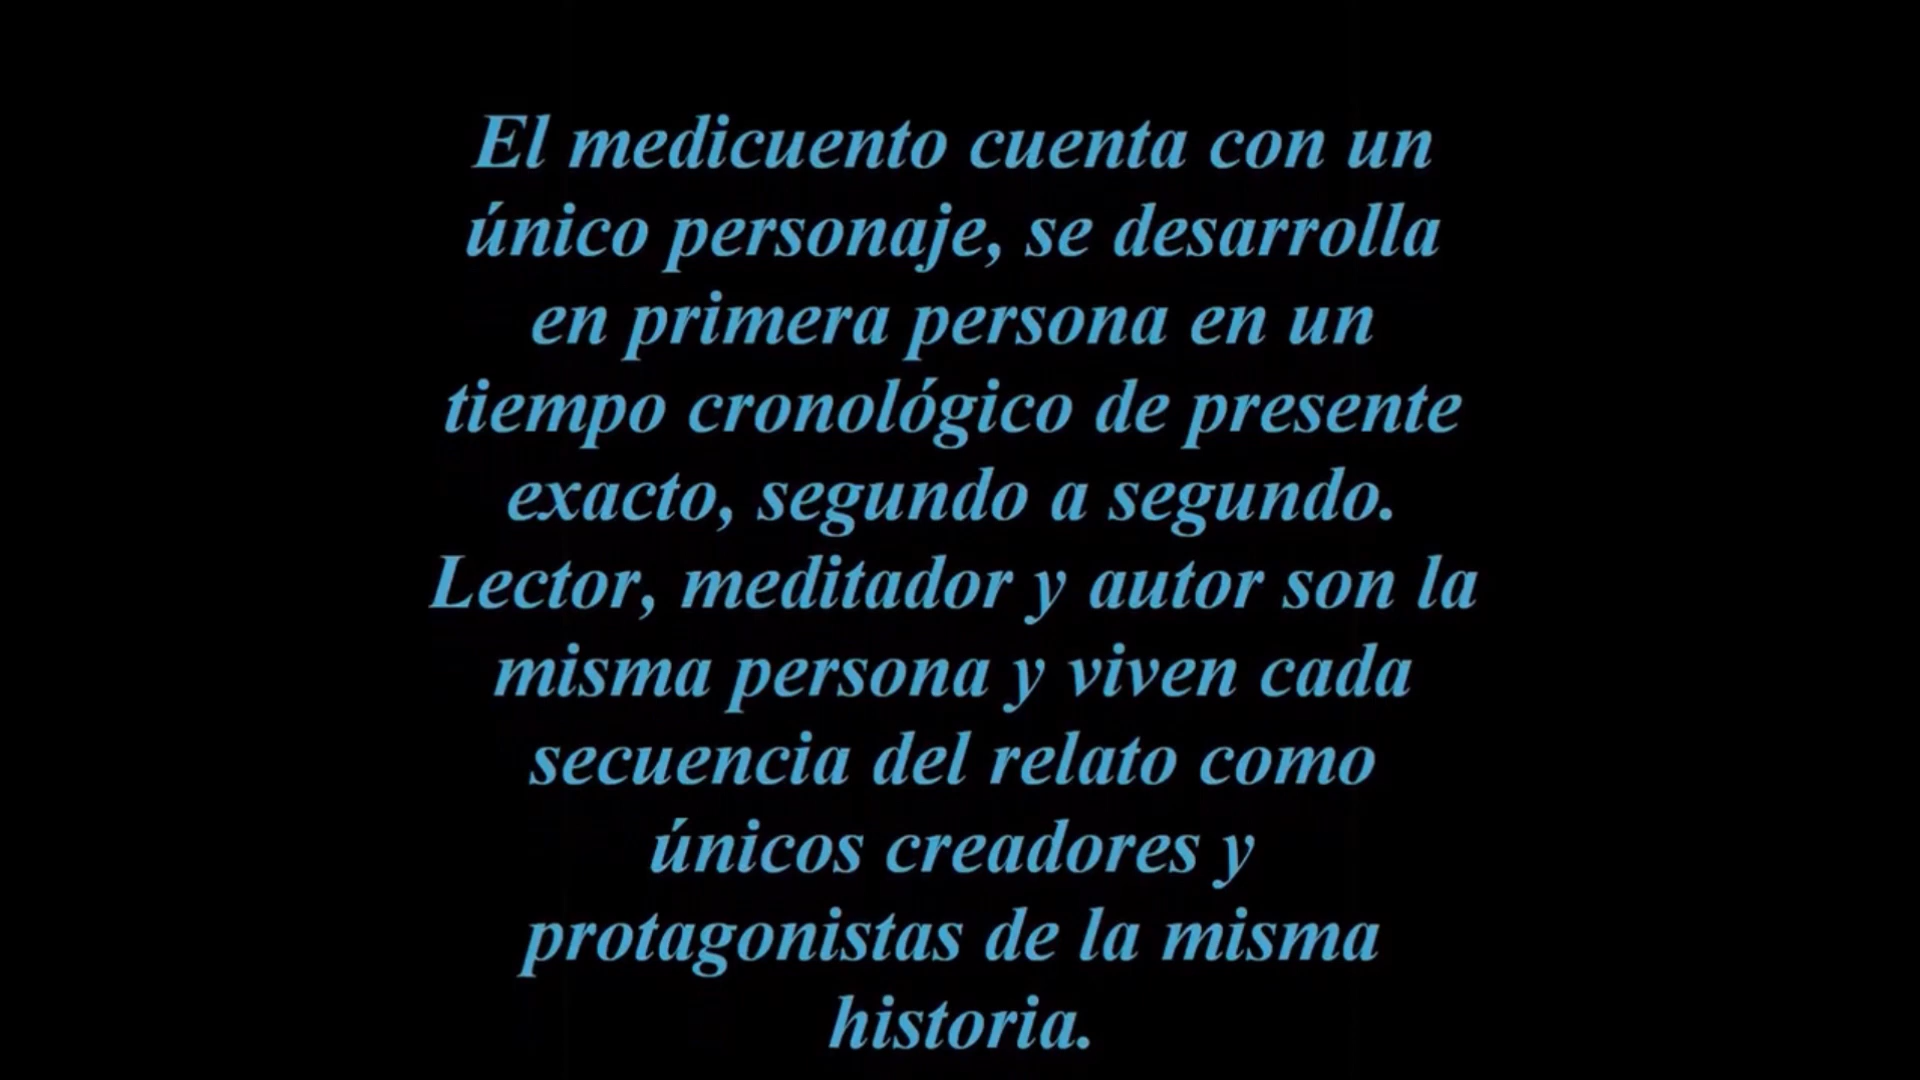 El medicuento cuenta con un
único personaje, se desarrolla
en primera persona en un
tiempo cronológico de presente
exacto, segundo a segundo.
Lector, meditador y autor son la
misma persona y viven cada
secuencia del relato como
únicos creadores y
protagonistas de la misma
historia.